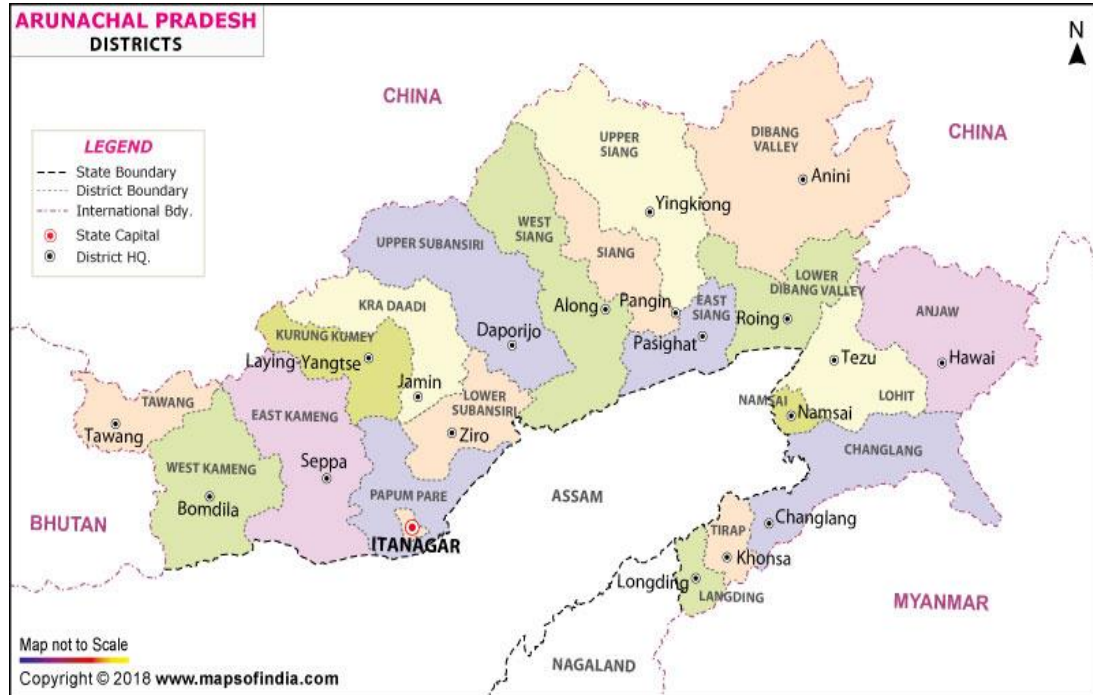 ARUNACHAL PRADESH
DISTRICTS
N
CHINA
CHINA
LEGEND
State Boundary
District Boundary
International Bdy.
State Capital
District HQ.
UPPER
SIANG
DIBANG
VALLEY
Anini
Yingkiong
WEST
SIANG
SIANG
UPPER SUBANSIRI
LOWER
DIBANG VALLEY
KRA DAADI
Along
Pangin
EAST
SIANG
Roing
ANJAW
KURUNG KUMEY
Daporijo
Pasighat
Laying-Yangtse
Tezu
Hawai
Jamin
TAWANG
LOWER
SUBANSIRI
NAMSAI
LOHIT
EAST KAMENG
Tawang
Namsai
Ziro
CHANGLANG
WEST KAMENG
Seppa
PAPUM PARE
ASSAM
Bomdila
BHUTAN
ITANAGAR
TIRAP
Changlang
Khonsa
Longding
LANGDING
MYANMAR
Map not to Scale
NAGALAND
Copyright © 2018 www.mapsofindia.com